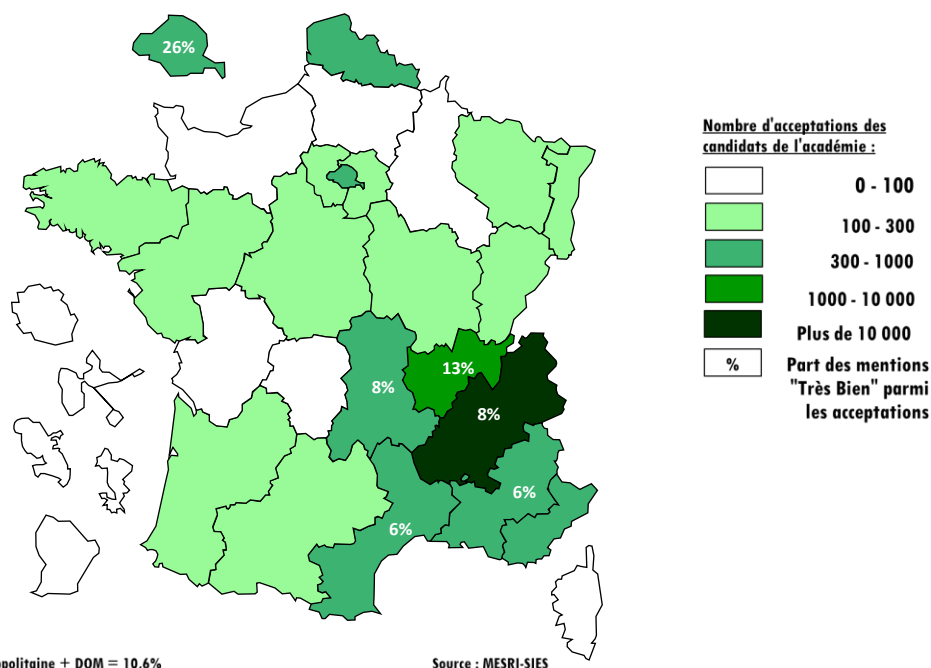 26%
Nombre d'acceptations des
candidats de l'académie :
0 - 100
100 - 300
300 - 1000
1000 - 10 000
Plus de 10 000
% Part des mentions
"Très Bien" parmi
les acceptations
13%
8%
8%
6%
6%
+ DOM = 10,6%
Source : MESRI-SIES